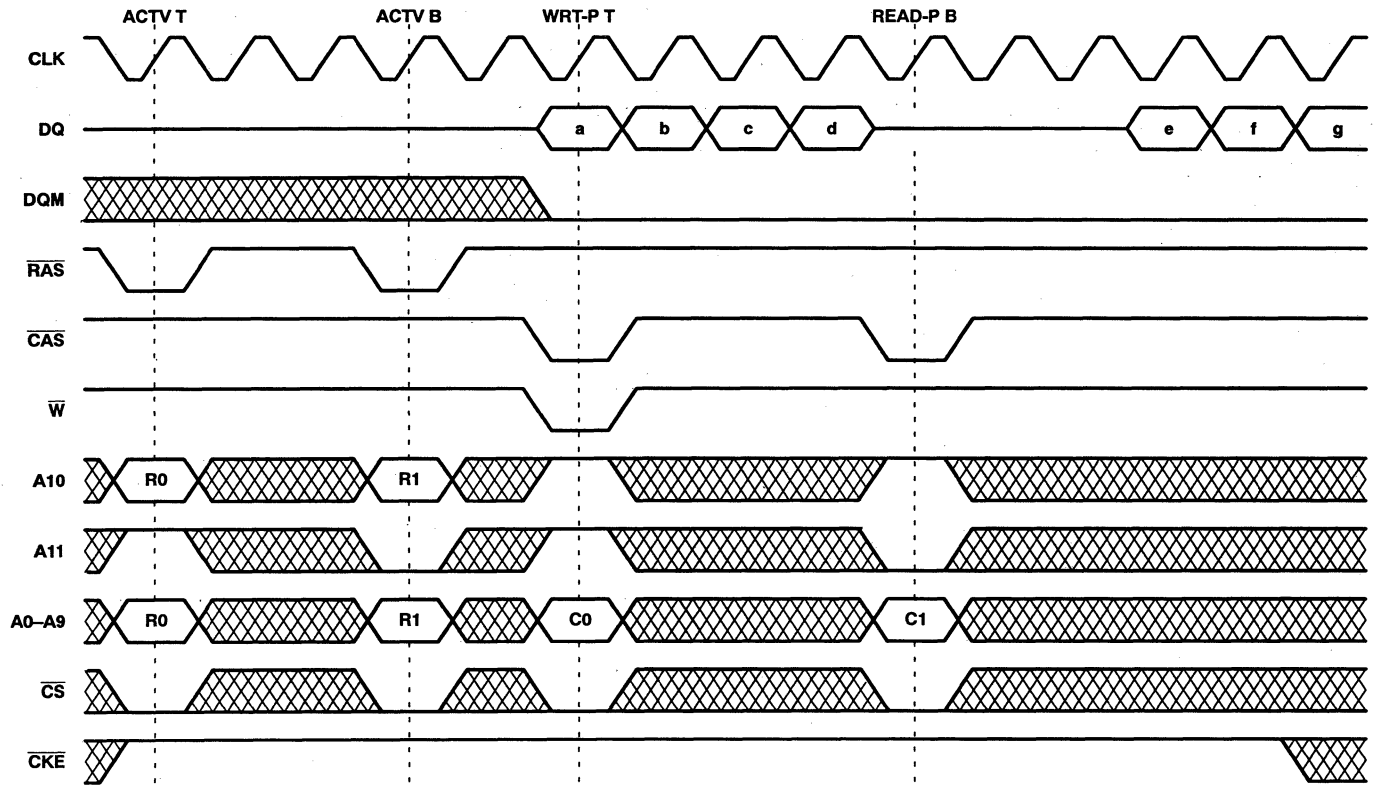 ACTV T ACTV B WRT-P T READ-P B
CLK
DQ a b c d e f g
DQM
RAS
CAS
W
A10 R0 R1
A11
A0–A9 R0 R1 C0 C1
CS
CKE